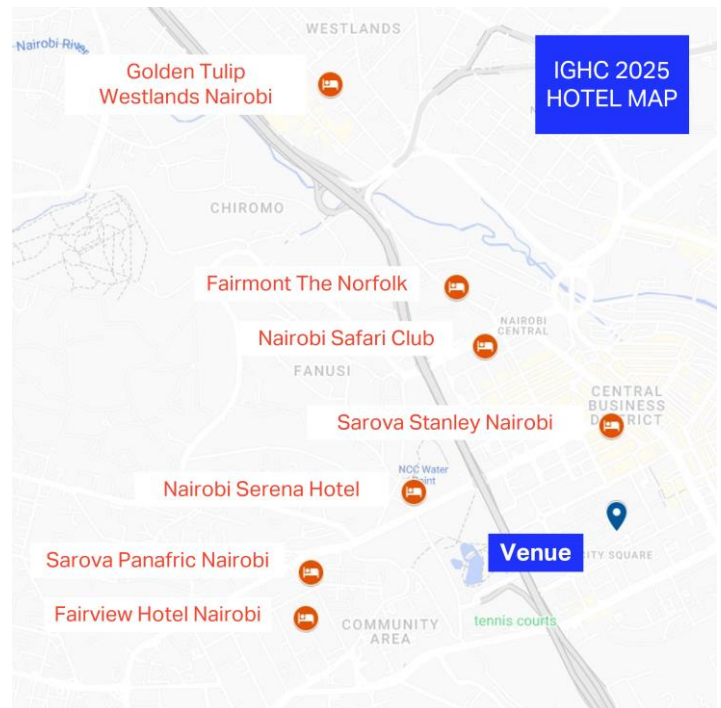 WESTLANDS
Nairobi River
Golden Tulip
Westlands Nairobi
IGHC 2025
HOTEL MAP
CHIROMO
Fairmont The Norfolk
NAIROBI
CENTRAL
Nairobi Safari Club
FANUSI
CENTRAL
BUSINESS
DISTRICT
Sarova Stanley Nairobi
NCC Water
Point
Nairobi Serena Hotel
Venue
CITY SQUARE
Sarova Panafric Nairobi
Fairview Hotel Nairobi
COMMUNITY
AREA
tennis courts